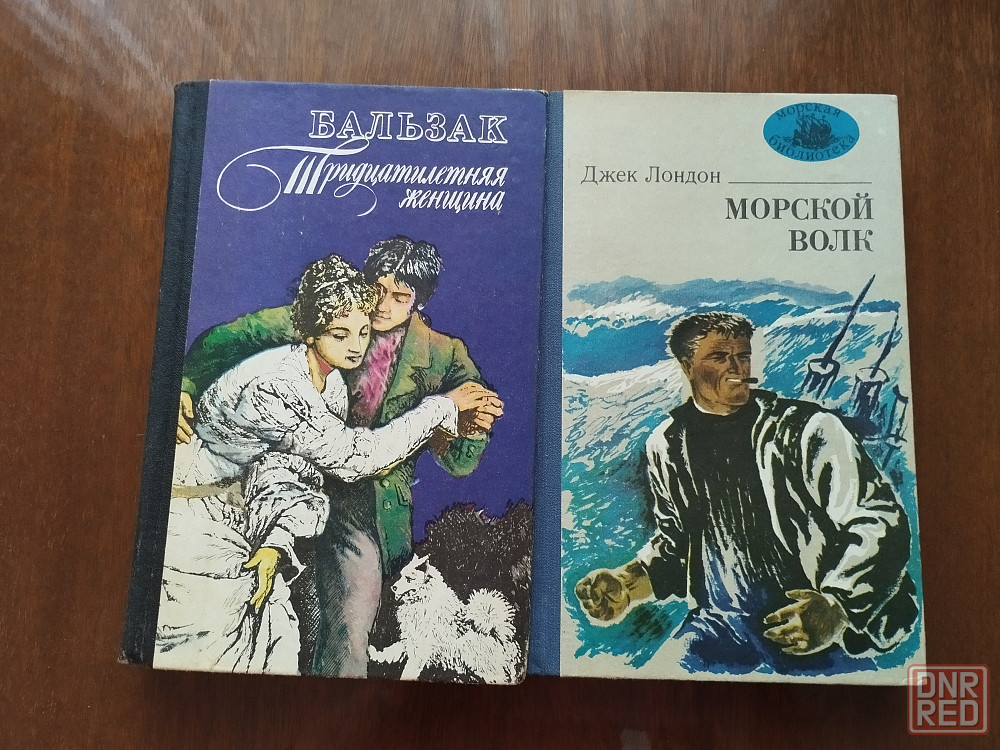 БАЛЬЗАК
Тридцатилетняя
женщина
морская
библиотека
Джек Лондон
МОРСКОЙ
ВОЛК
DNR
RED